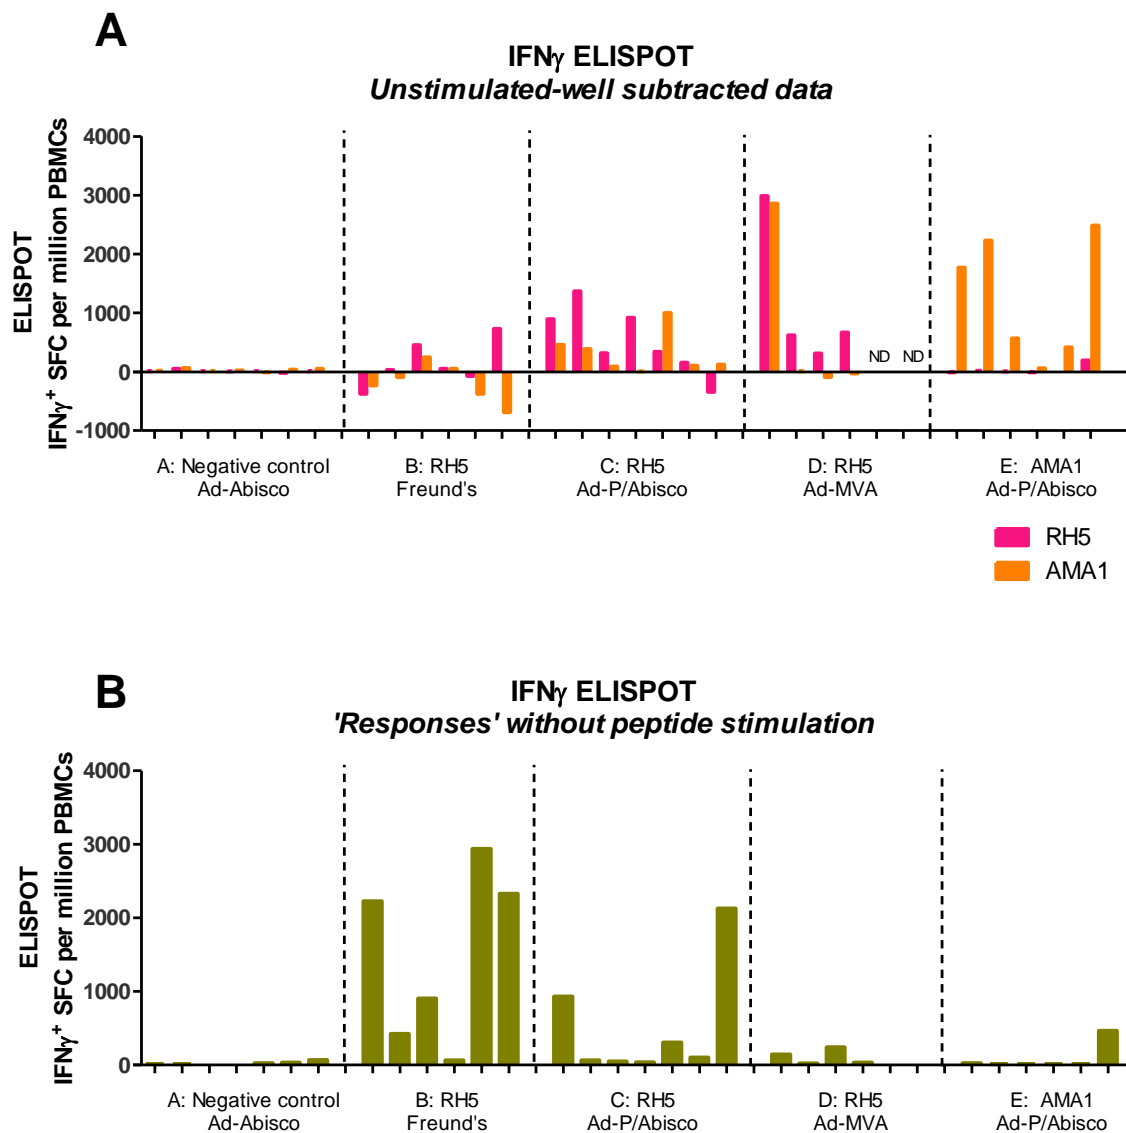 A
IFNγ ELISPOT
Unstimulated-well subtracted data
ELISPOT
IFNγ⁺ SFC per million PBMCs
4000
3000
2000
1000
0
-1000
ND ND
A: Negative control
Ad-Abisco
B: RH5
Freund's
C: RH5
Ad-P/Abisco
D: RH5
Ad-MVA
E: AMA1
Ad-P/Abisco
RH5
AMA1
B
IFNγ ELISPOT
'Responses' without peptide stimulation
ELISPOT
IFNγ⁺ SFC per million PBMCs
4000
3000
2000
1000
0
A: Negative control
Ad-Abisco
B: RH5
Freund's
C: RH5
Ad-P/Abisco
D: RH5
Ad-MVA
E: AMA1
Ad-P/Abisco